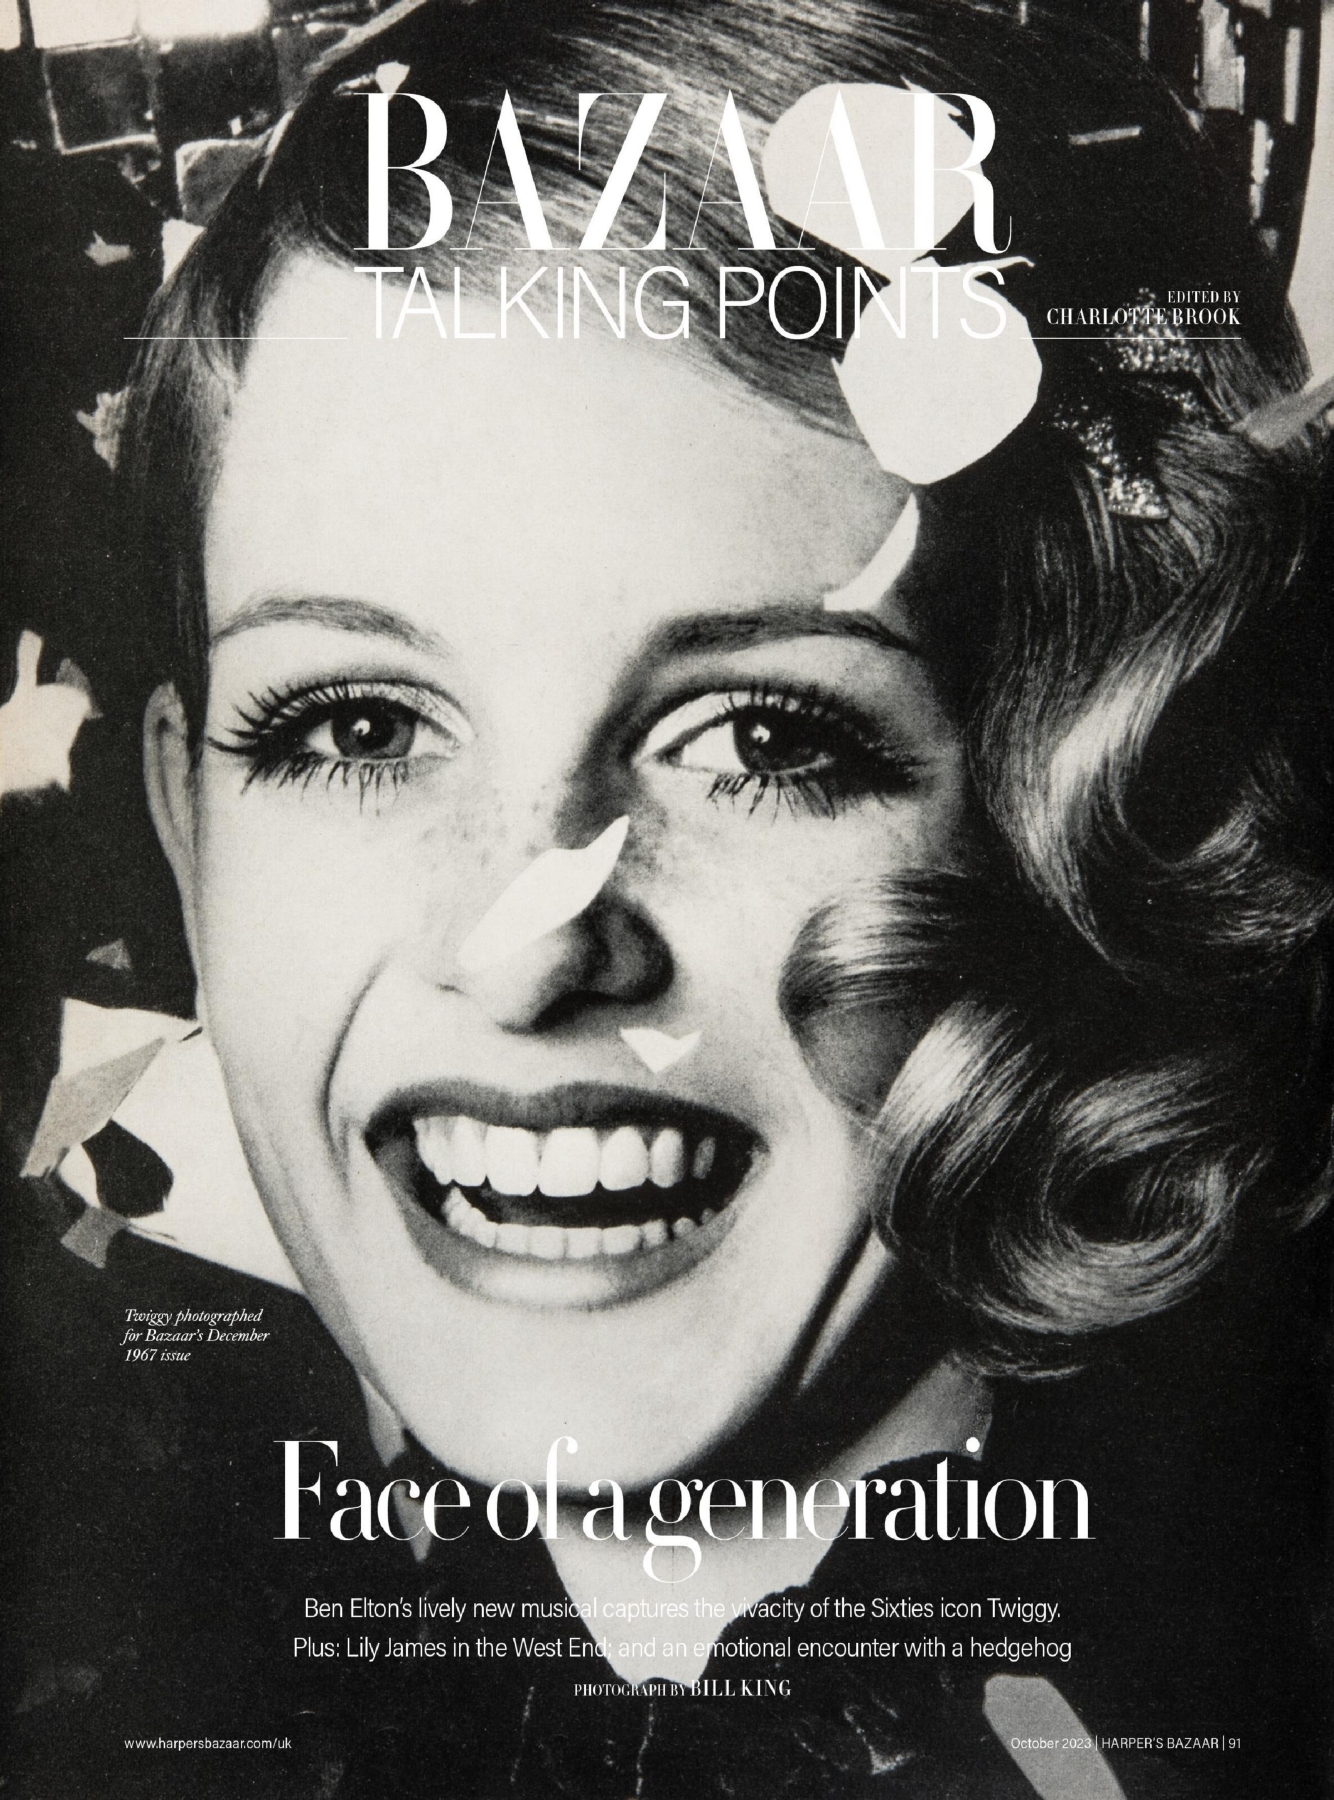 BAZAAR
TALKING POINTS
EDITED BY
CHARLOTTE BROOK
Twiggy photographed
for Bazaar’s December
1967 issue
Face of a generation
Ben Elton’s lively new musical captures the vivacity of the Sixties icon Twiggy.
Plus: Lily James in the West End; and an emotional encounter with a hedgehog
PHOTOGRAPH BY BILL KING
www.harpersbazaar.com/uk
October 2023 | HARPER’S BAZAAR | 91